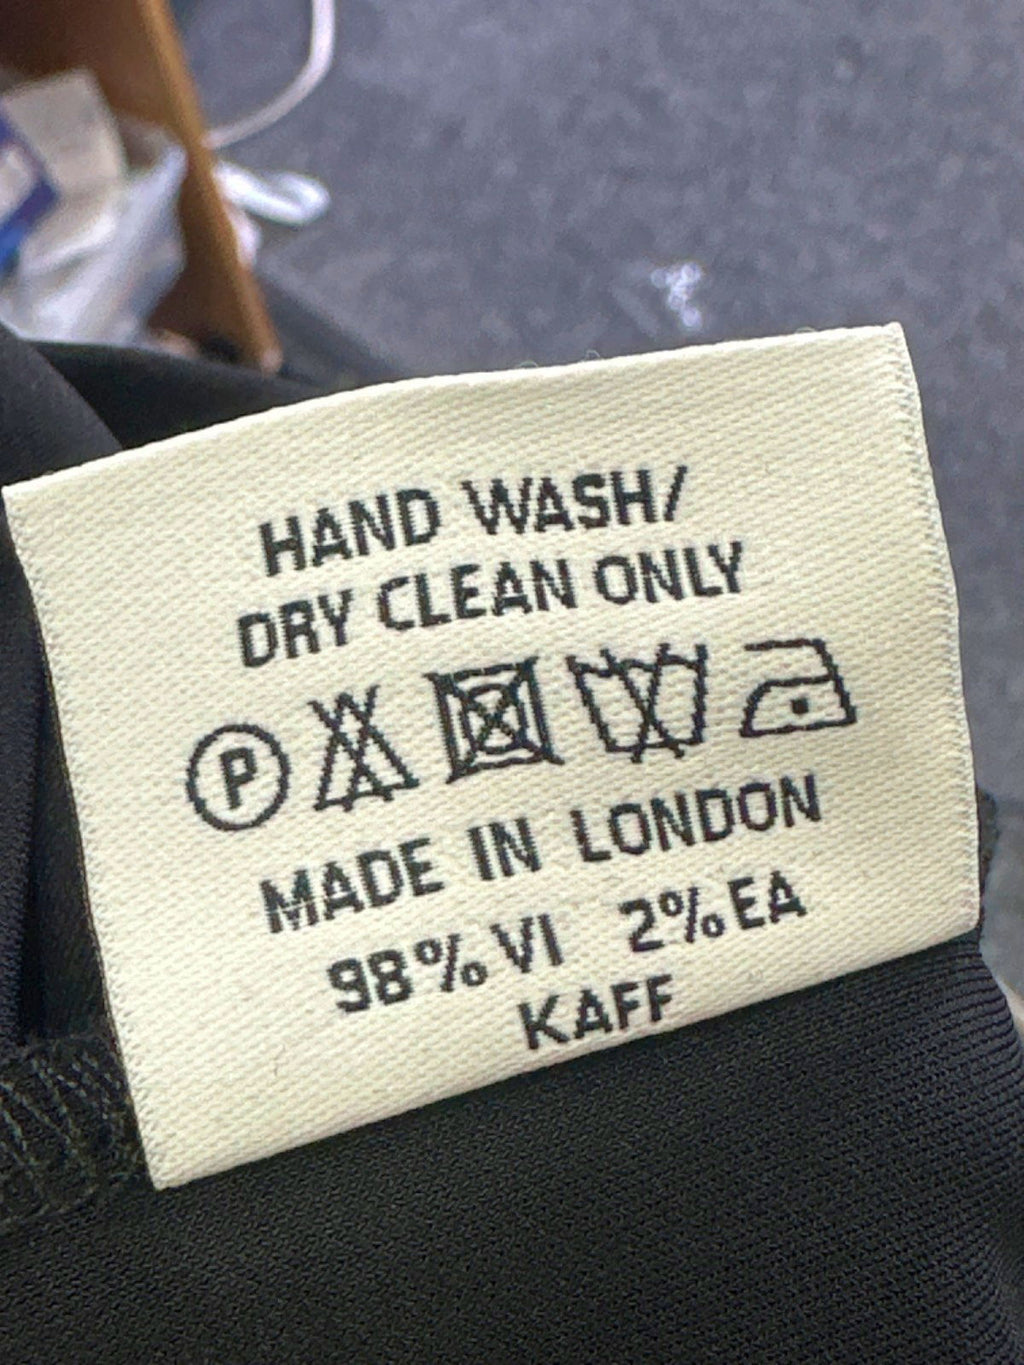 HAND WASH/
DRY CLEAN ONLY
P
MADE IN LONDON
98% VI 2% EA
KAFF